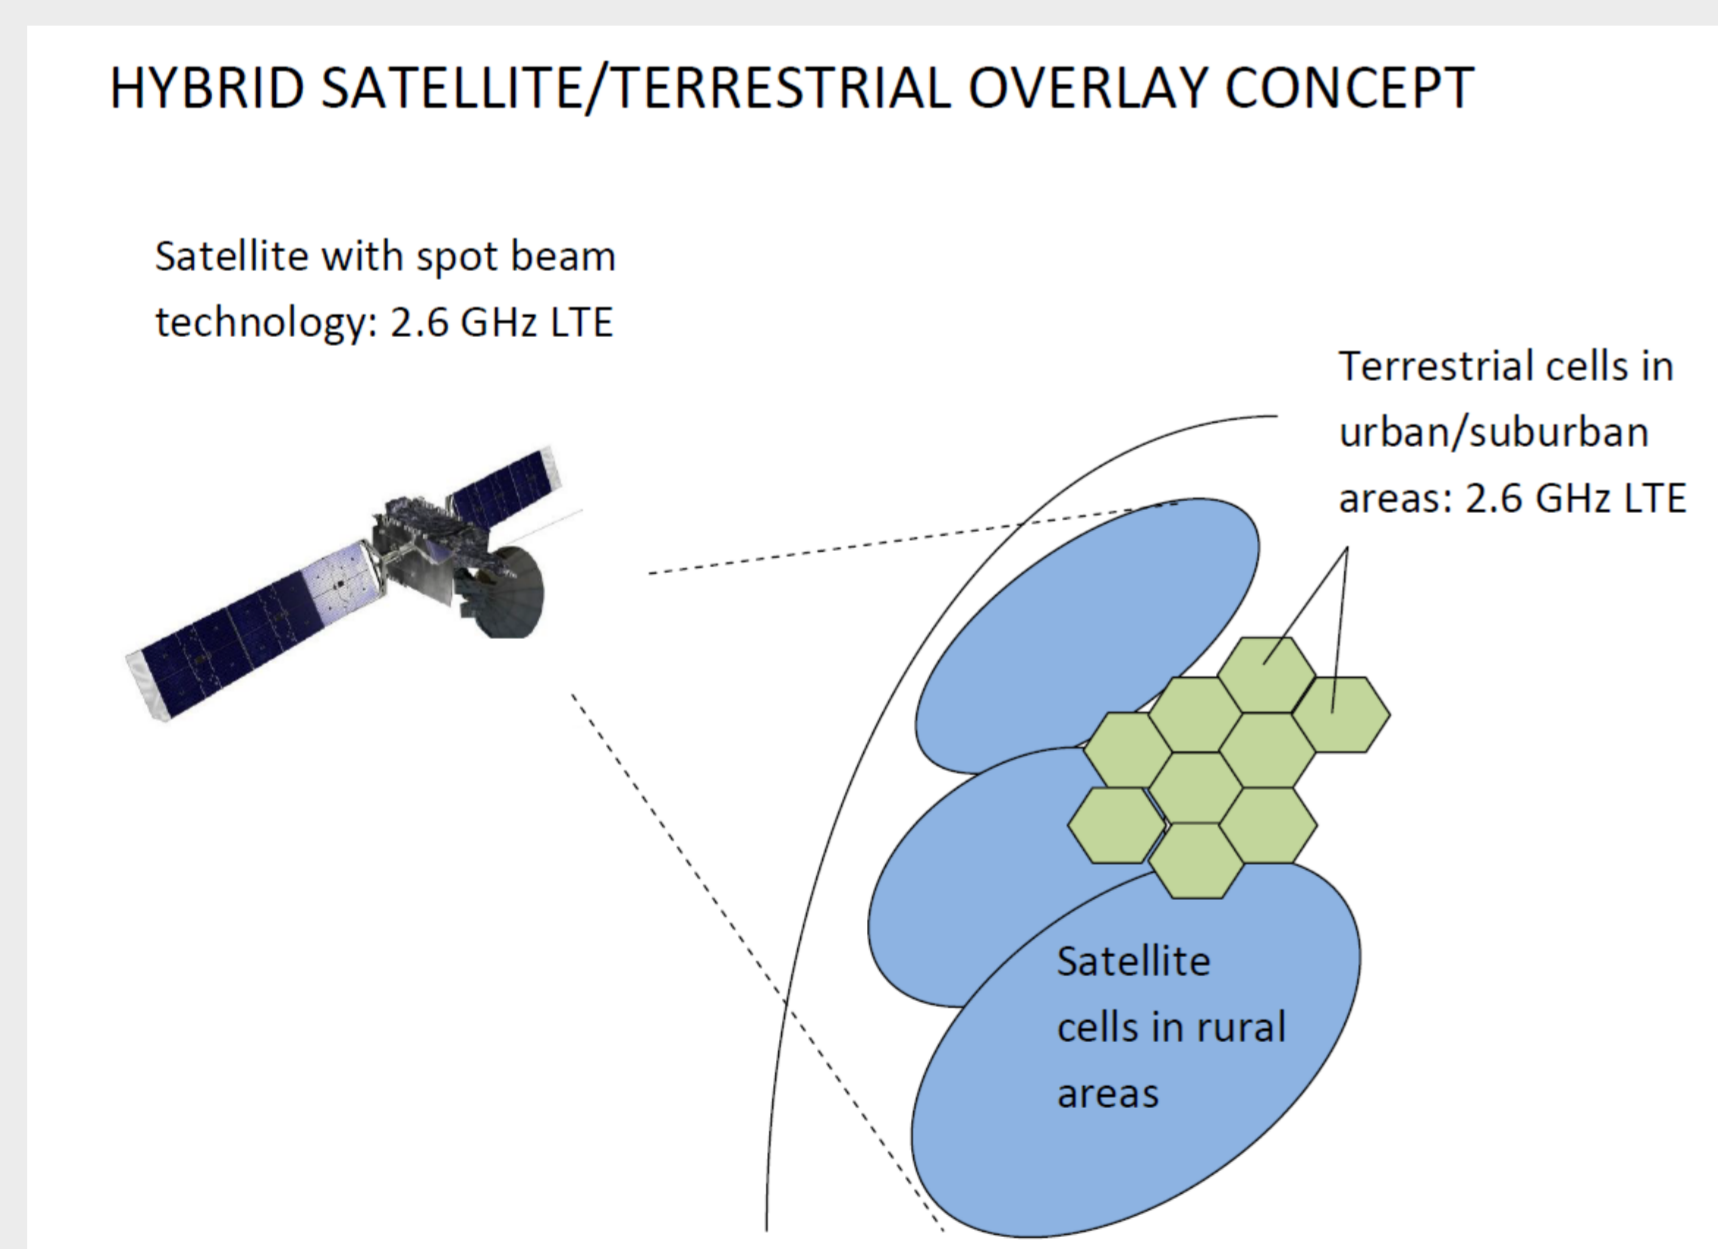 HYBRID SATELLITE/TERRESTRIAL OVERLAY CONCEPT
Satellite with spot beam
technology: 2.6 GHz LTE
Terrestrial cells in
urban/suburban
areas: 2.6 GHz LTE
Satellite
cells in rural
areas